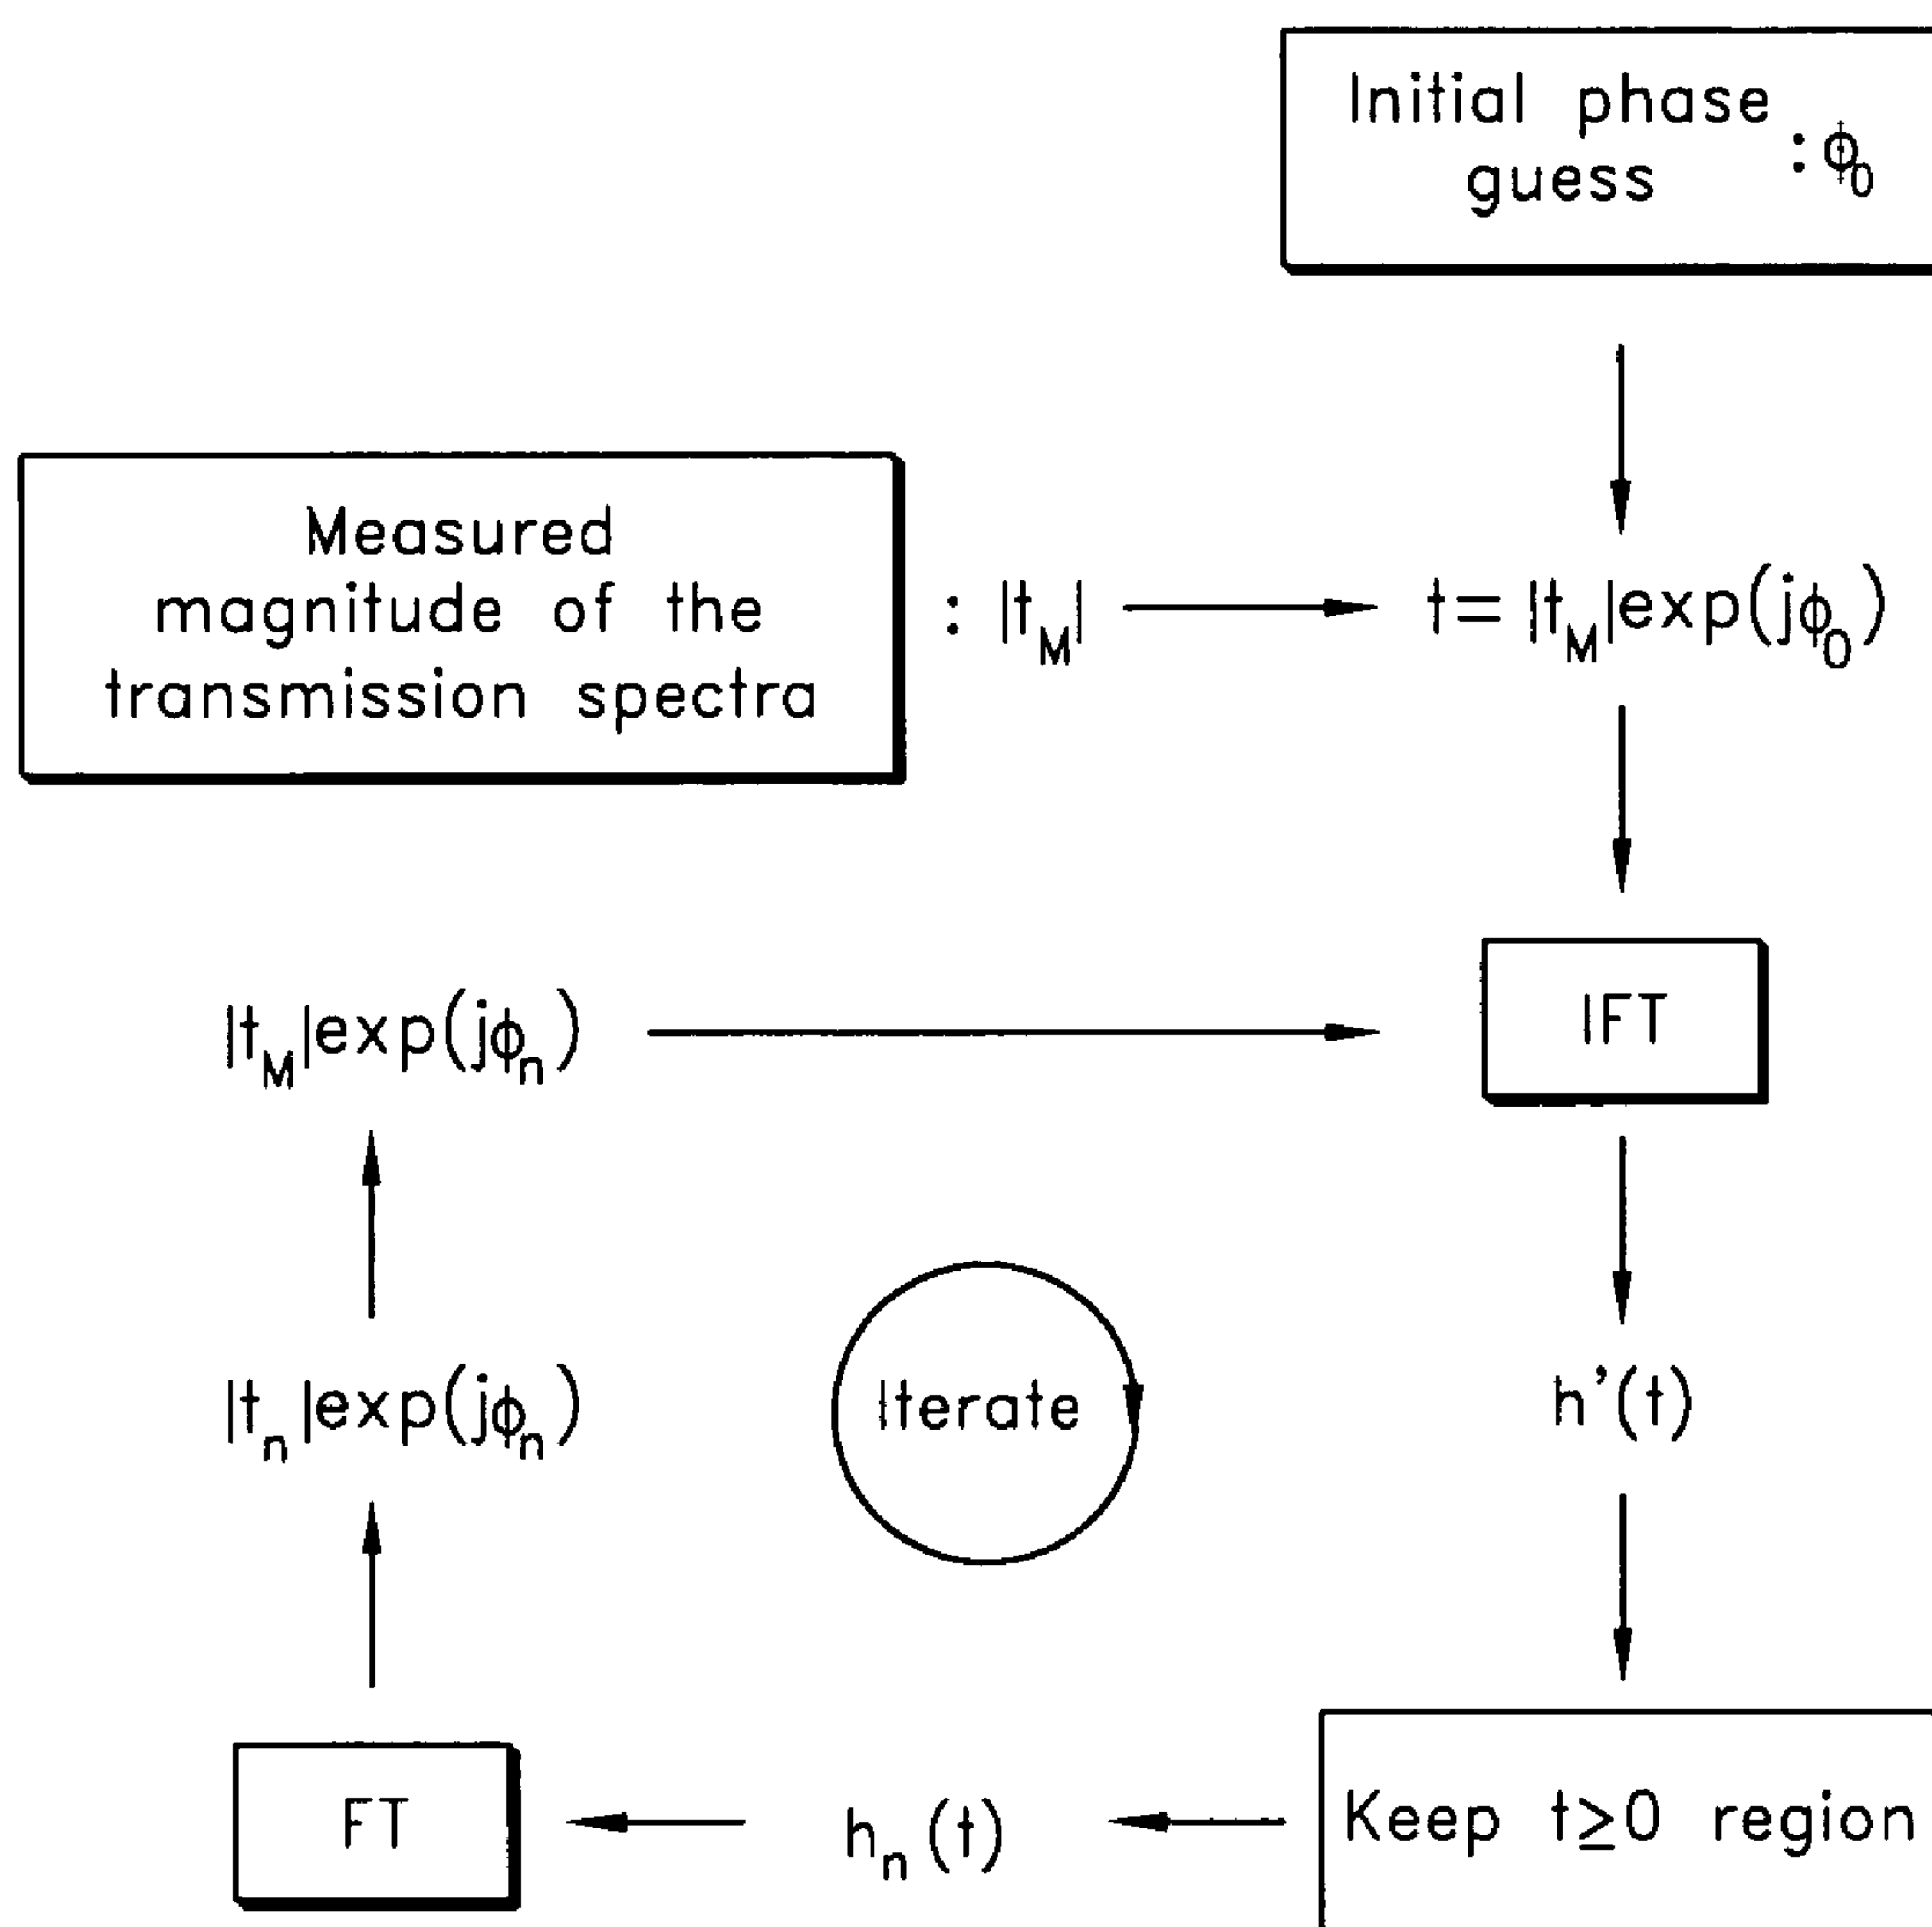 Initial phase
guess : ϕ0
Measured
magnitude of the
transmission spectra
: |tM|
t= |tM|exp(jϕ0)
|tM|exp(jϕn)
IFT
|tn|exp(jϕn)
Iterate
h'(t)
FT
hn(t)
Keep t≥0 region